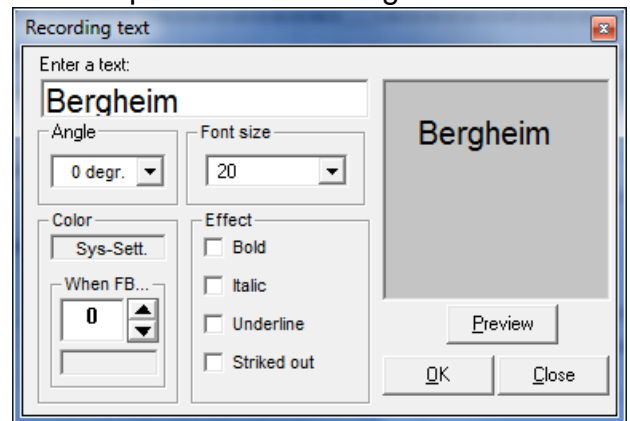 Recording text
Enter a text:
Bergheim
Angle
0 degr.
Font size
20
Bergheim
Color
Sys-Sett.
When FB...
0
Effect
Bold
Italic
Underline
Striked out
Preview
OK
Close